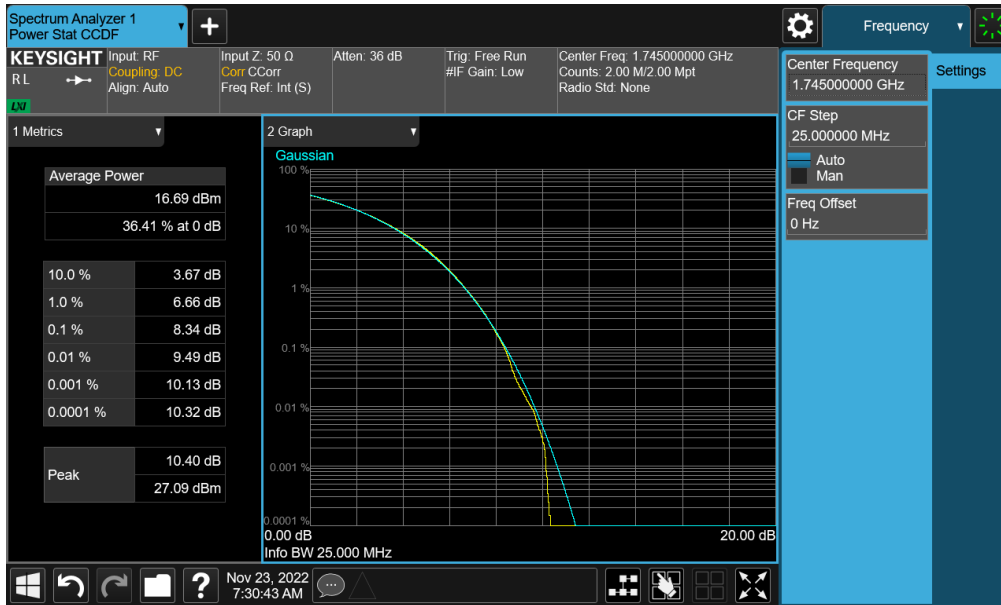 Spectrum Analyzer 1
Power Stat CCDF
Frequency
KEYSIGHT
R L
LXI
Input: RF
Coupling: DC
Align: Auto
Input Z: 50 Ω
Corr CCorr
Freq Ref: Int (S)
Atten: 36 dB
Trig: Free Run
#IF Gain: Low
Center Freq: 1.745000000 GHz
Counts: 2.00 M/2.00 Mpt
Radio Std: None
Center Frequency
1.745000000 GHz
Settings
CF Step
25.000000 MHz
Auto
Man
Freq Offset
0 Hz
1 Metrics
Average Power
16.69 dBm
36.41 % at 0 dB
10.0 % 3.67 dB
1.0 % 6.66 dB
0.1 % 8.34 dB
0.01 % 9.49 dB
0.001 % 10.13 dB
0.0001 % 10.32 dB
Peak
10.40 dB
27.09 dBm
2 Graph
Gaussian
100 %
10 %
1 %
0.1 %
0.01 %
0.001 %
0.0001 %
0.00 dB 20.00 dB
Info BW 25.000 MHz
?
Nov 23, 2022
7:30:43 AM